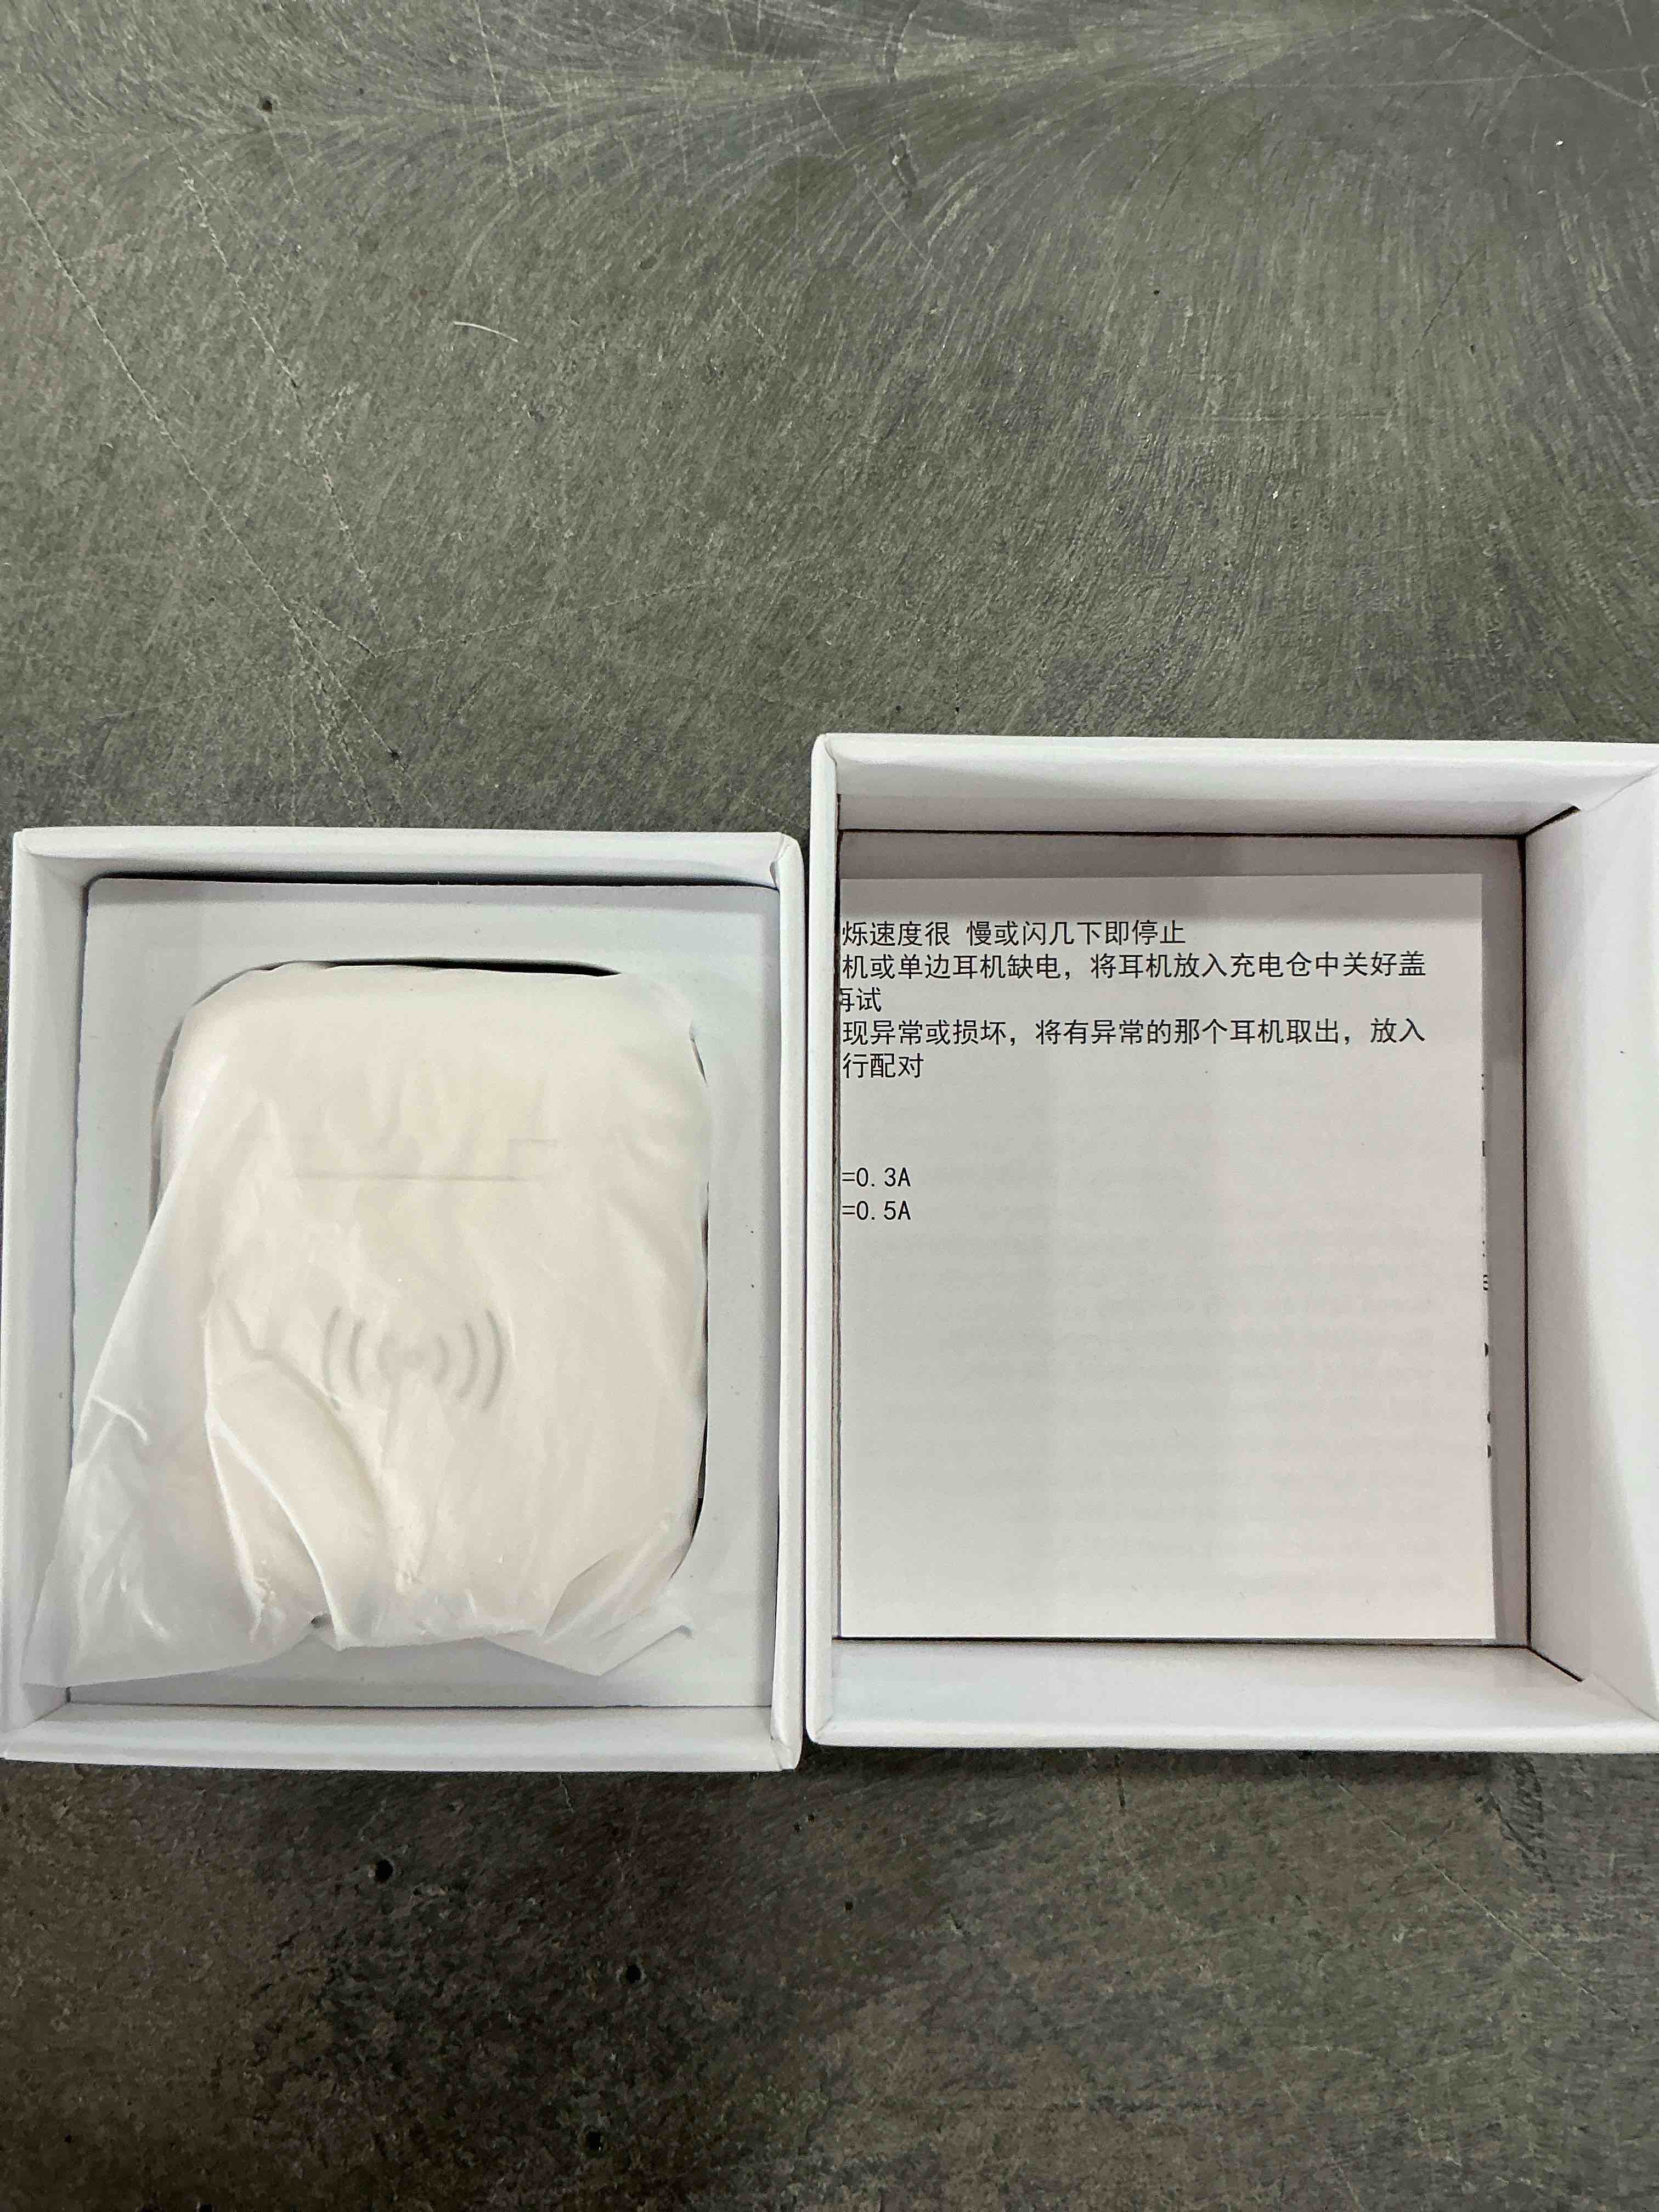 烁速度很 慢或闪几下即停止
机或单边耳机缺电，将耳机放入充电仓中关好盖
再试
现异常或损坏，将有异常的那个耳机取出，放入
行配对
=0.3A
=0.5A